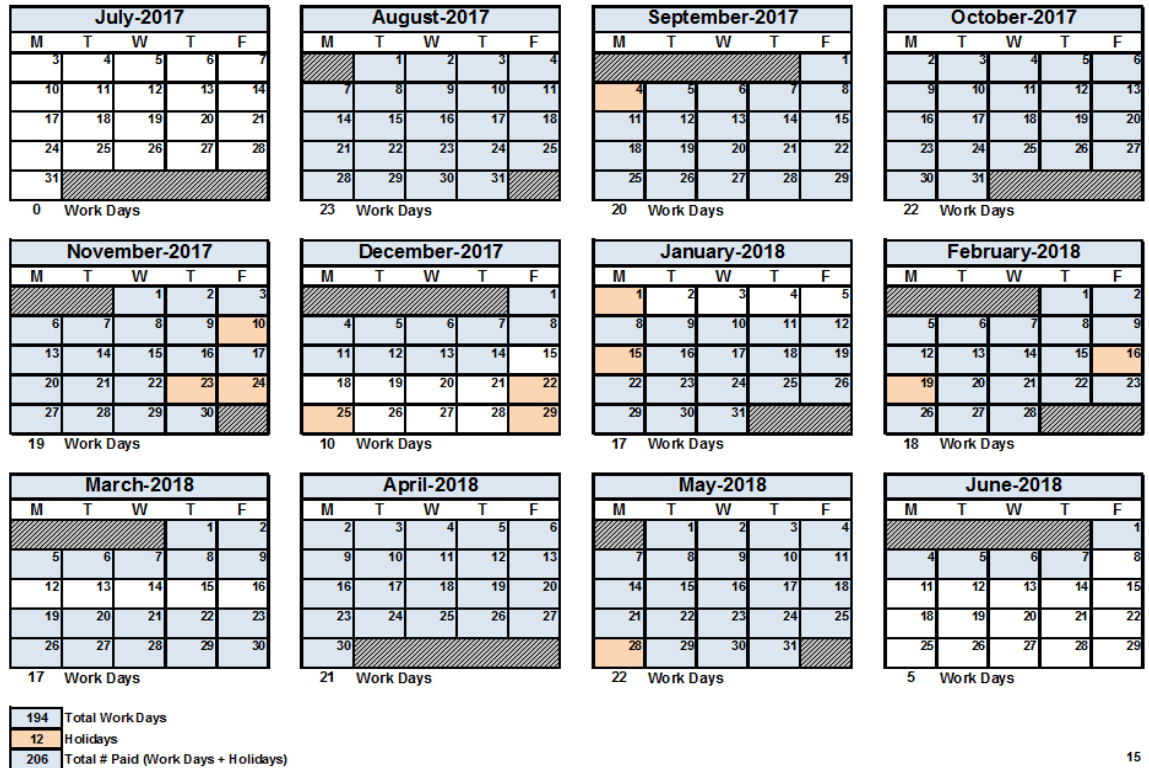 July-2017 August-2017 September-2017 October-2017
M T W T F M T W T F M T W T F M T W T F
3 4 5 6 7 1 2 3 4 1 2 3 4 5 6
10 11 12 13 14 7 8 9 10 11 4 5 6 7 8 9 10 11 12 13
17 18 19 20 21 14 15 16 17 18 11 12 13 14 15 16 17 18 19 20
24 25 26 27 28 21 22 23 24 25 18 19 20 21 22 23 24 25 26 27
31 28 29 30 31 25 26 27 28 29 30 31
0 Work Days 23 Work Days 20 Work Days 22 Work Days
November-2017 December-2017 January-2018 February-2018
M T W T F M T W T F M T W T F M T W T F
1 2 3 1 1 2 3 4 5 1 2
6 7 8 9 10 4 5 6 7 8 8 9 10 11 12 5 6 7 8 9
13 14 15 16 17 11 12 13 14 15 15 16 17 18 19 12 13 14 15 16
20 21 22 23 24 18 19 20 21 22 22 23 24 25 26 19 20 21 22 23
27 28 29 30 25 26 27 28 29 29 30 31 26 27 28
19 Work Days 10 Work Days 17 Work Days 18 Work Days
March-2018 April-2018 May-2018 June-2018
M T W T F M T W T F M T W T F M T W T F
1 2 2 3 4 5 6 1 2 3 4 1
5 6 7 8 9 9 10 11 12 13 7 8 9 10 11 4 5 6 7 8
12 13 14 15 16 16 17 18 19 20 14 15 16 17 18 11 12 13 14 15
19 20 21 22 23 23 24 25 26 27 21 22 23 24 25 18 19 20 21 22
26 27 28 29 30 30 28 29 30 31 25 26 27 28 29
17 Work Days 21 Work Days 22 Work Days 5 Work Days
194 Total Work Days
12 Holidays
206 Total # Paid (Work Days + Holidays) 15